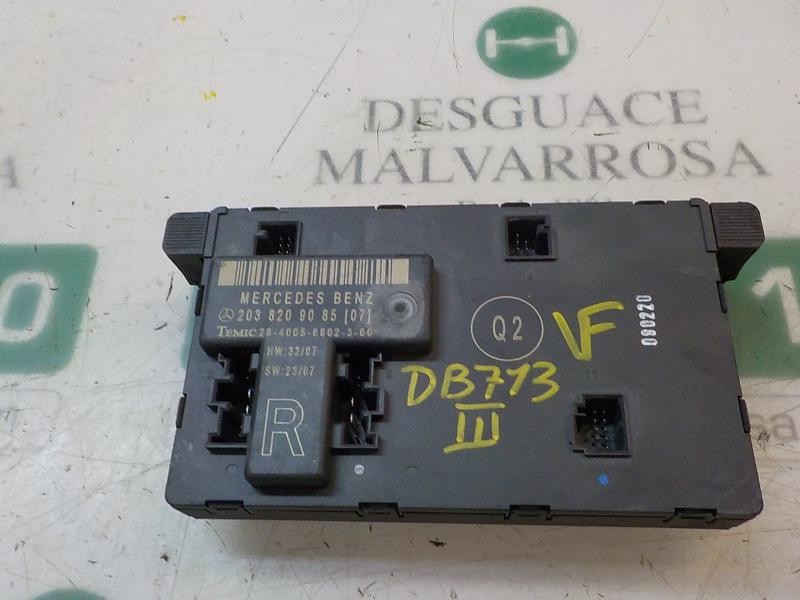 DESGUACE
MALVARROSA
MERCEDES BENZ
203 820 90 85 [07]
TEMIC 28-4005-6802-3-00
HW:32/07
SW:23/07
R
Q2
VF
080220
DB713
III